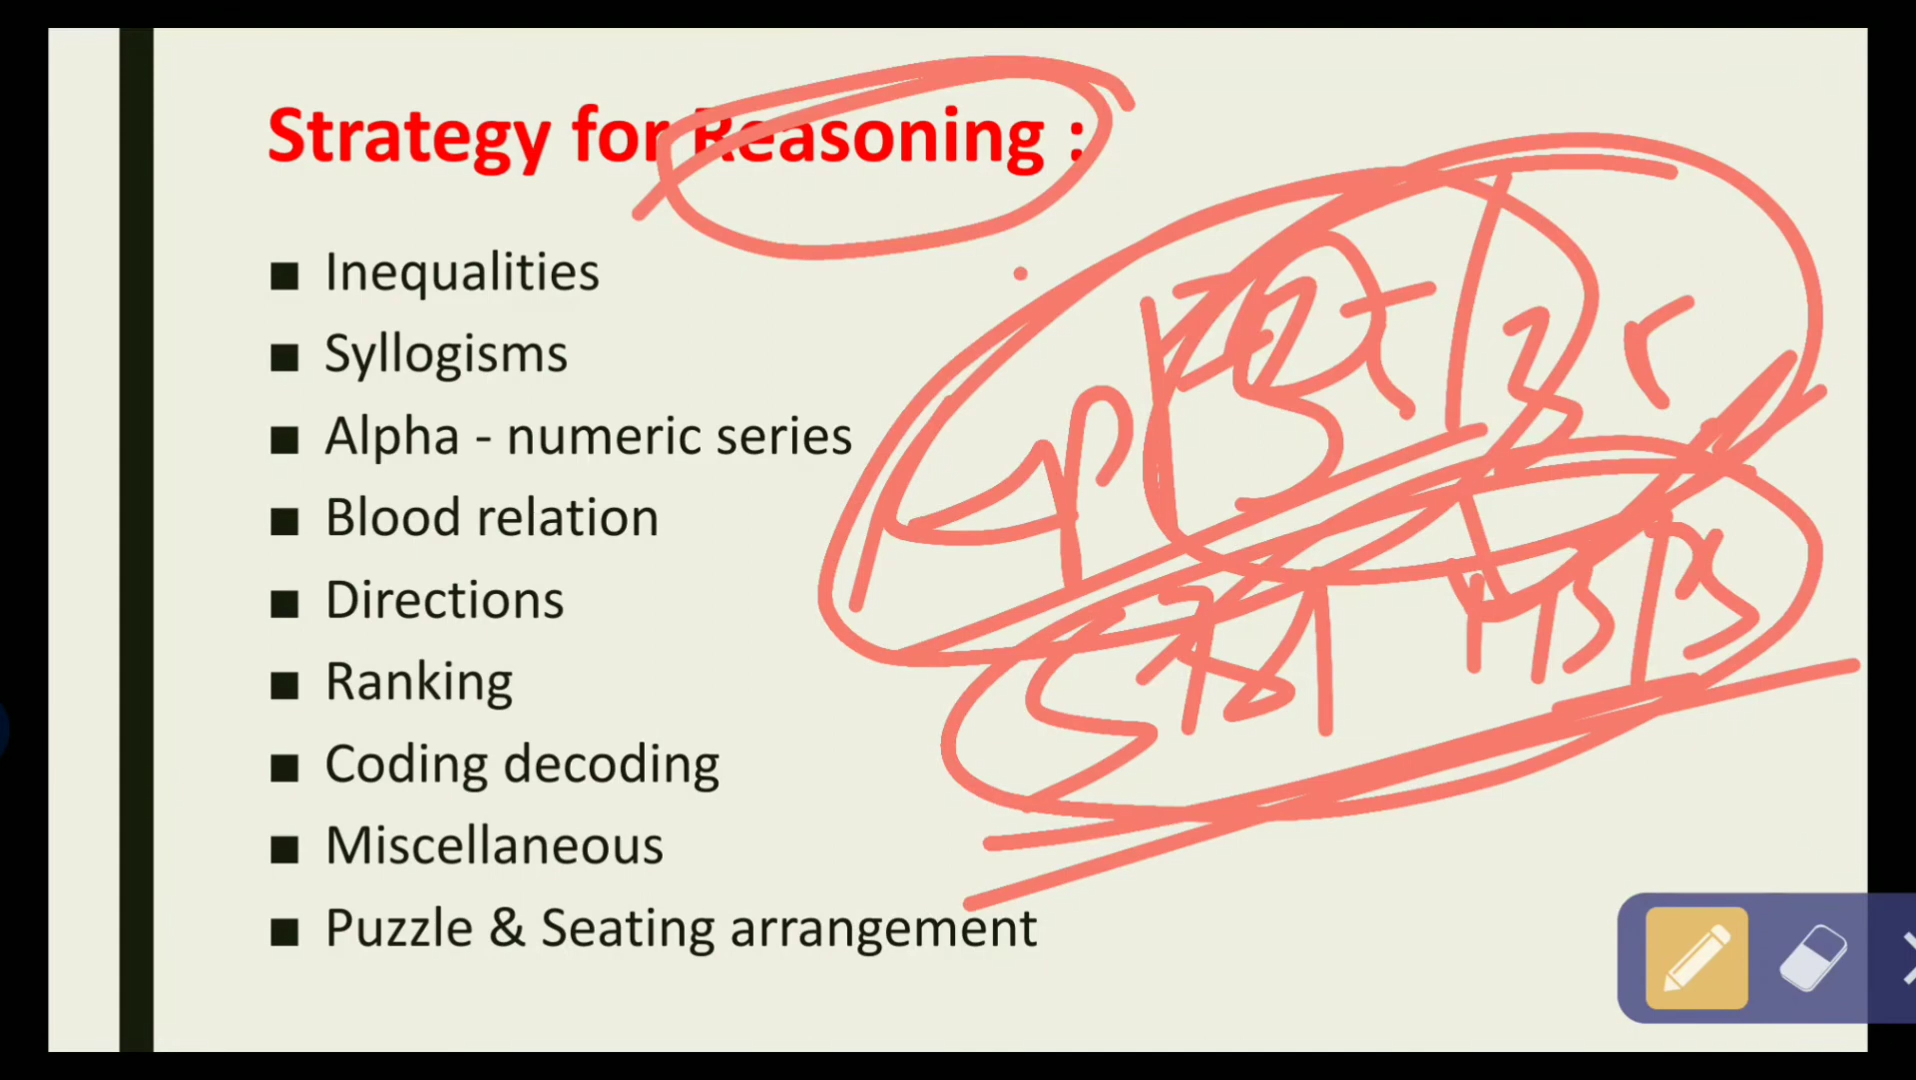 Strategy for Reasoning :
■ Inequalities
■ Syllogisms
■ Alpha - numeric series
■ Blood relation
■ Directions
■ Ranking
■ Coding decoding
■ Miscellaneous
■ Puzzle & Seating arrangement